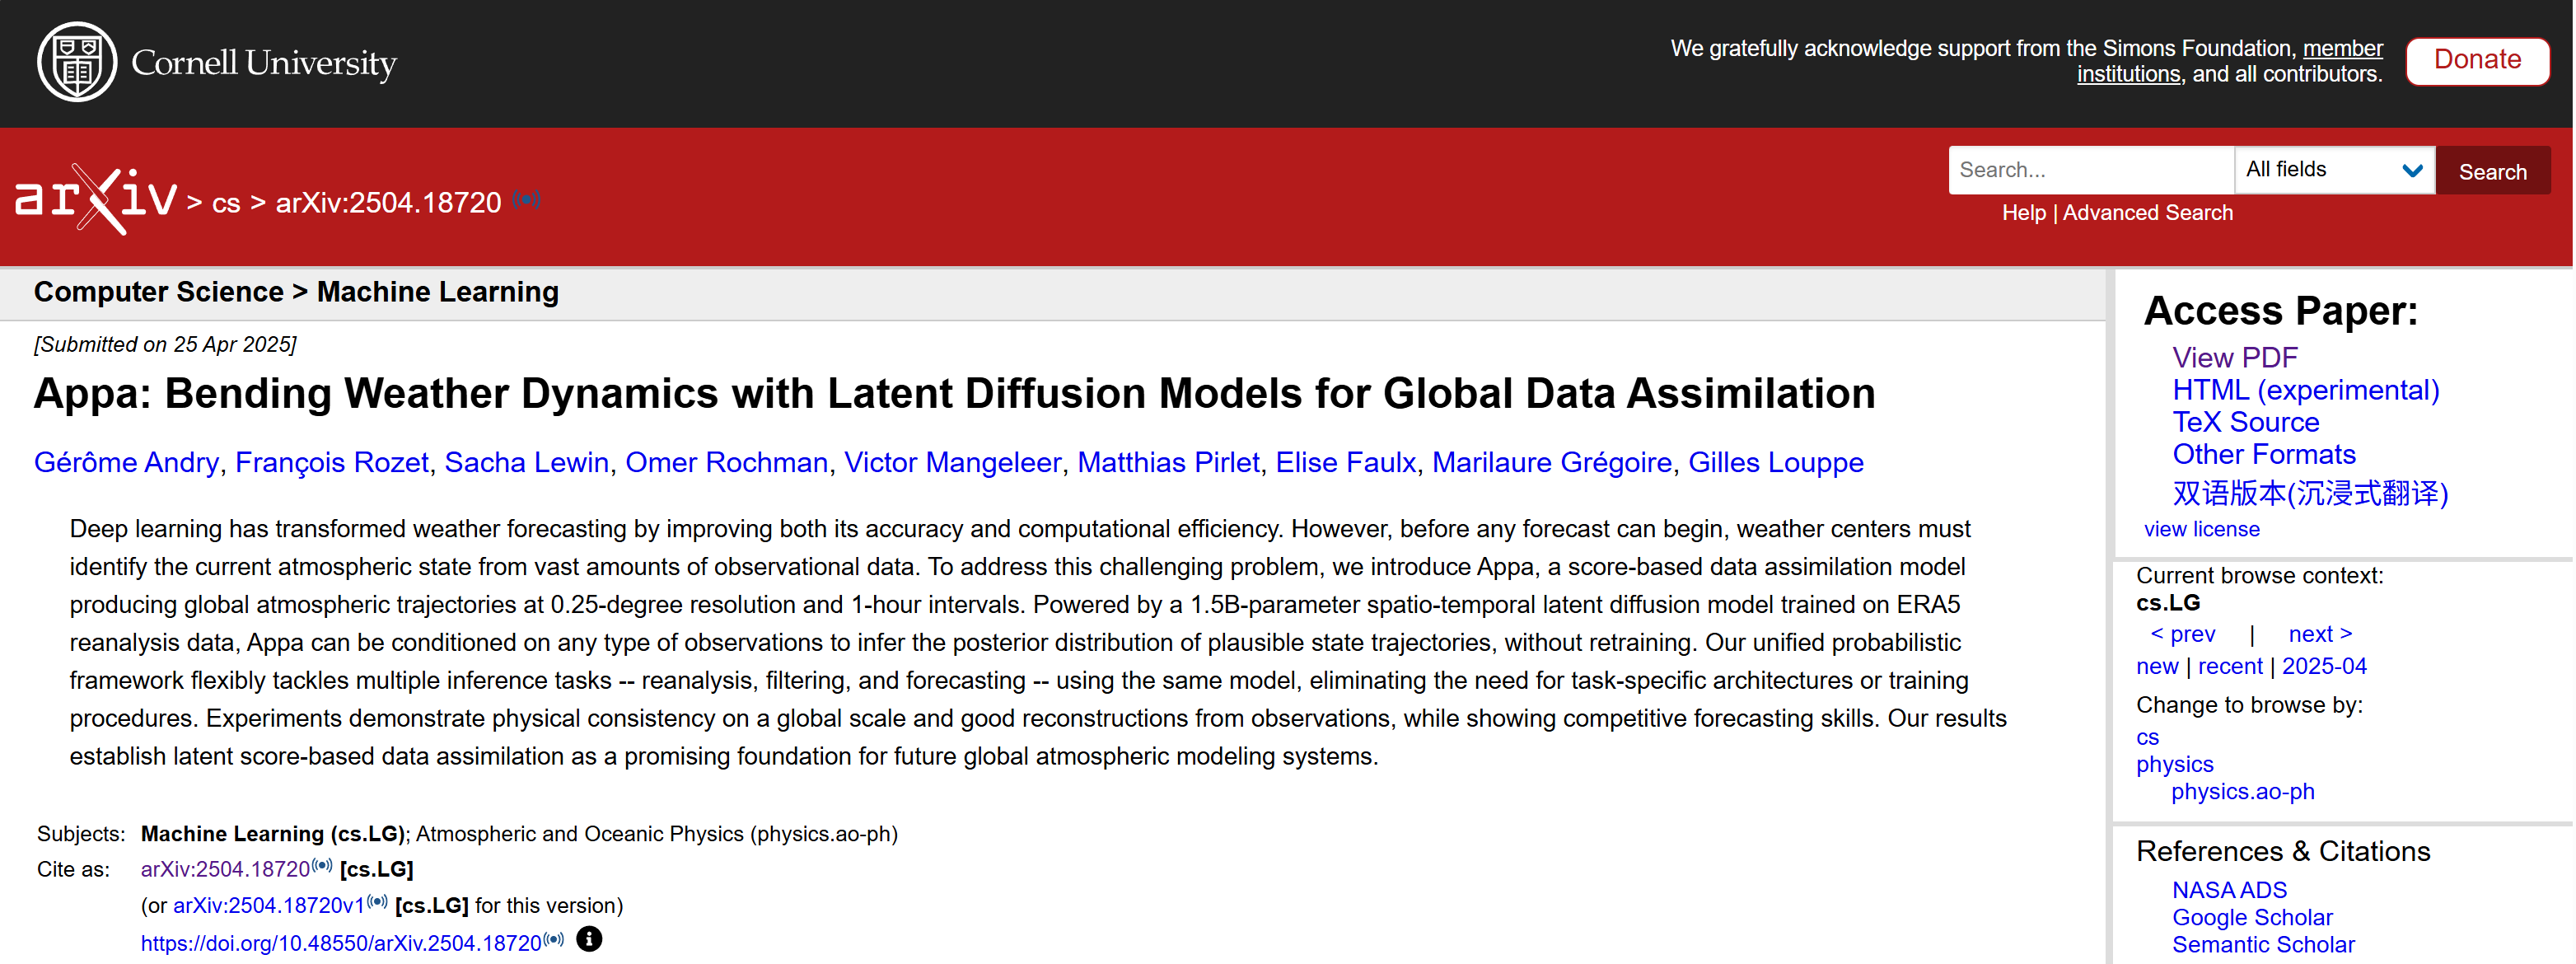 Cornell University
We gratefully acknowledge support from the Simons Foundation, member
institutions, and all contributors.
Donate
arXiv > cs > arXiv:2504.18720
Search...
All fields
Search
Help | Advanced Search
Computer Science > Machine Learning
[Submitted on 25 Apr 2025]
Appa: Bending Weather Dynamics with Latent Diffusion Models for Global Data Assimilation
Gérôme Andry, François Rozet, Sacha Lewin, Omer Rochman, Victor Mangeleer, Matthias Pirlet, Elise Faulx, Marilaure Grégoire, Gilles Louppe
Deep learning has transformed weather forecasting by improving both its accuracy and computational efficiency. However, before any forecast can begin, weather centers must
identify the current atmospheric state from vast amounts of observational data. To address this challenging problem, we introduce Appa, a score-based data assimilation model
producing global atmospheric trajectories at 0.25-degree resolution and 1-hour intervals. Powered by a 1.5B-parameter spatio-temporal latent diffusion model trained on ERA5
reanalysis data, Appa can be conditioned on any type of observations to infer the posterior distribution of plausible state trajectories, without retraining. Our unified probabilistic
framework flexibly tackles multiple inference tasks -- reanalysis, filtering, and forecasting -- using the same model, eliminating the need for task-specific architectures or training
procedures. Experiments demonstrate physical consistency on a global scale and good reconstructions from observations, while showing competitive forecasting skills. Our results
establish latent score-based data assimilation as a promising foundation for future global atmospheric modeling systems.
Subjects: Machine Learning (cs.LG); Atmospheric and Oceanic Physics (physics.ao-ph)
Cite as: arXiv:2504.18720 [cs.LG]
(or arXiv:2504.18720v1 [cs.LG] for this version)
https://doi.org/10.48550/arXiv.2504.18720
Access Paper:
View PDF
HTML (experimental)
TeX Source
Other Formats
双语版本(沉浸式翻译)
view license
Current browse context:
cs.LG
< prev | next >
new | recent | 2025-04
Change to browse by:
cs
physics
physics.ao-ph
References & Citations
NASA ADS
Google Scholar
Semantic Scholar